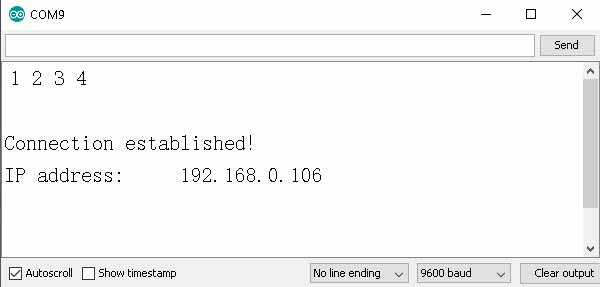 COM9
Send
1 2 3 4
Connection established!
IP address: 192.168.0.106
Autoscroll Show timestamp No line ending 9600 baud Clear output